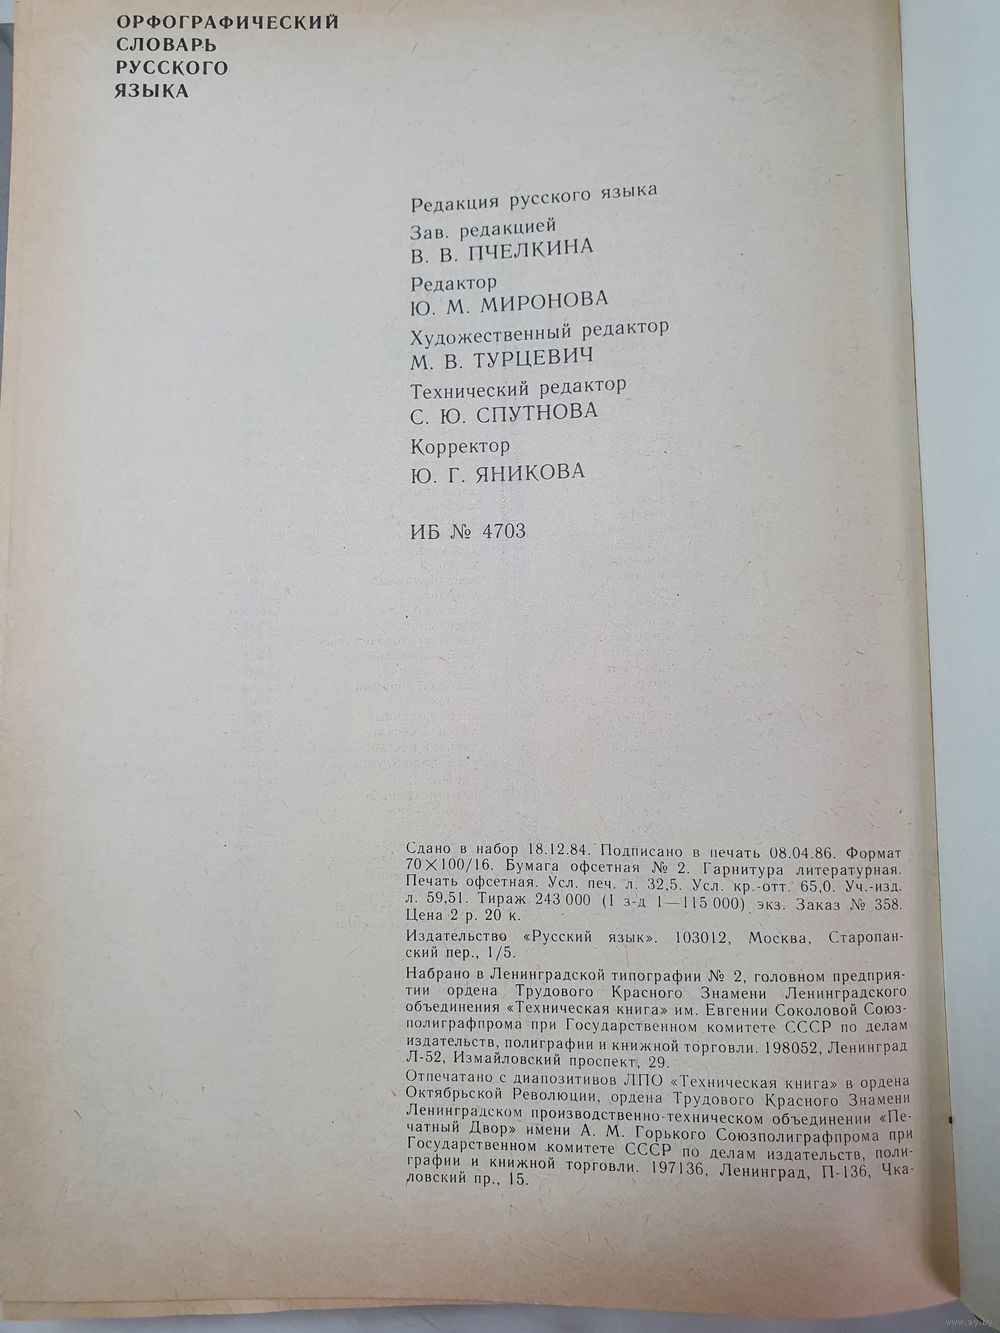 ОРФОГРАФИЧЕСКИЙ
СЛОВАРЬ
РУССКОГО
ЯЗЫКА
Редакция русского языка
Зав. редакцией
В. В. ПЧЕЛКИНА
Редактор
Ю. М. МИРОНОВА
Художественный редактор
М. В. ТУРЦЕВИЧ
Технический редактор
С. Ю. СПУТНОВА
Корректор
Ю. Г. ЯНИКОВА
ИБ № 4703
Сдано в набор 18.12.84. Подписано в печать 08.04.86. Формат
70×100/16. Бумага офсетная № 2. Гарнитура литературная.
Печать офсетная. Усл. печ. л. 32,5. Усл. кр.-отт. 65,0. Уч.-изд.
л. 59,51. Тираж 243 000 (1 з-д 1—115 000) экз. Заказ № 358.
Цена 2 р. 20 к.
Издательство «Русский язык». 103012, Москва, Старопан-
ский пер., 1/5.
Набрано в Ленинградской типографии № 2, головном предприя-
тии ордена Трудового Красного Знамени Ленинградского
объединения «Техническая книга» им. Евгении Соколовой Союз-
полиграфпрома при Государственном комитете СССР по делам
издательств, полиграфии и книжной торговли. 198052, Ленинград
Л-52, Измайловский проспект, 29.
Отпечатано с диапозитивов ЛПО «Техническая книга» в ордена
Октябрьской Революции, ордена Трудового Красного Знамени
Ленинградском производственно-техническом объединении «Пе-
чатный Двор» имени А. М. Горького Союзполиграфпрома при
Государственном комитете СССР по делам издательств, поли-
графии и книжной торговли. 197136, Ленинград, П-136, Чка-
ловский пр., 15.
www.ay.by